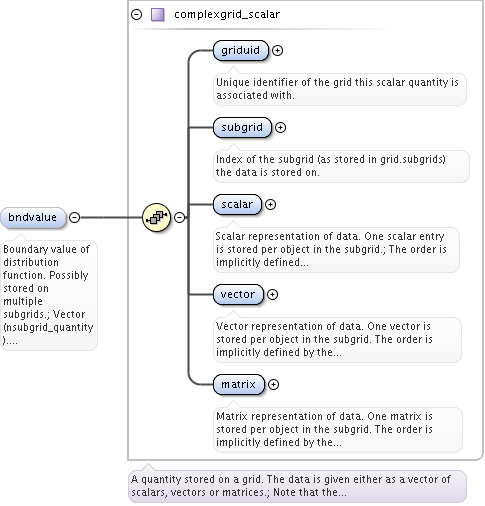 complexgrid_scalar
griduid
Unique identifier of the grid this scalar quantity is
associated with.
subgrid
Index of the subgrid (as stored in grid.subgrids)
the data is stored on.
scalar
Scalar representation of data. One scalar entry
is stored per object in the subgrid.; The order is
implicitly defined...
bndvalue
Boundary value of
distribution
function. Possibly
stored on
multiple
subgrids.; Vector
(nsubgrid_quantity
)....
vector
Vector representation of data. One vector is
stored per object in the subgrid. The order is
implicitly defined by the...
matrix
Matrix representation of data. One matrix is
stored per object in the subgrid. The order is
implicitly defined by the...
A quantity stored on a grid. The data is given either as a vector of
scalars, vectors or matrices.; Note that the...